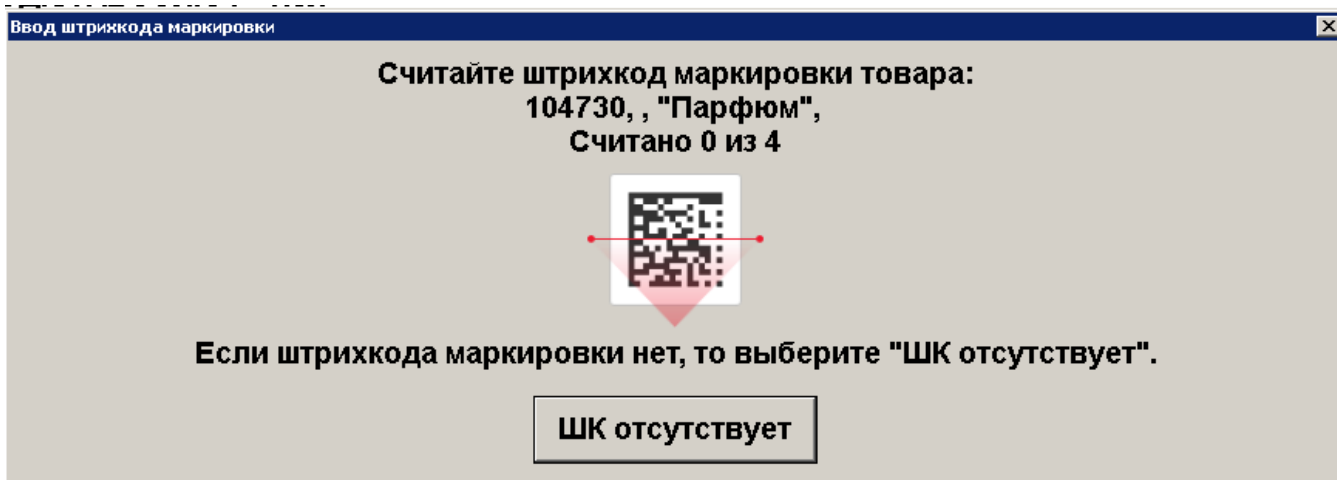 Ввод штрихкода маркировки
Считайте штрихкод маркировки товара:
104730, , "Парфюм",
Считано 0 из 4
Если штрихкода маркировки нет, то выберите "ШК отсутствует".
ШК отсутствует